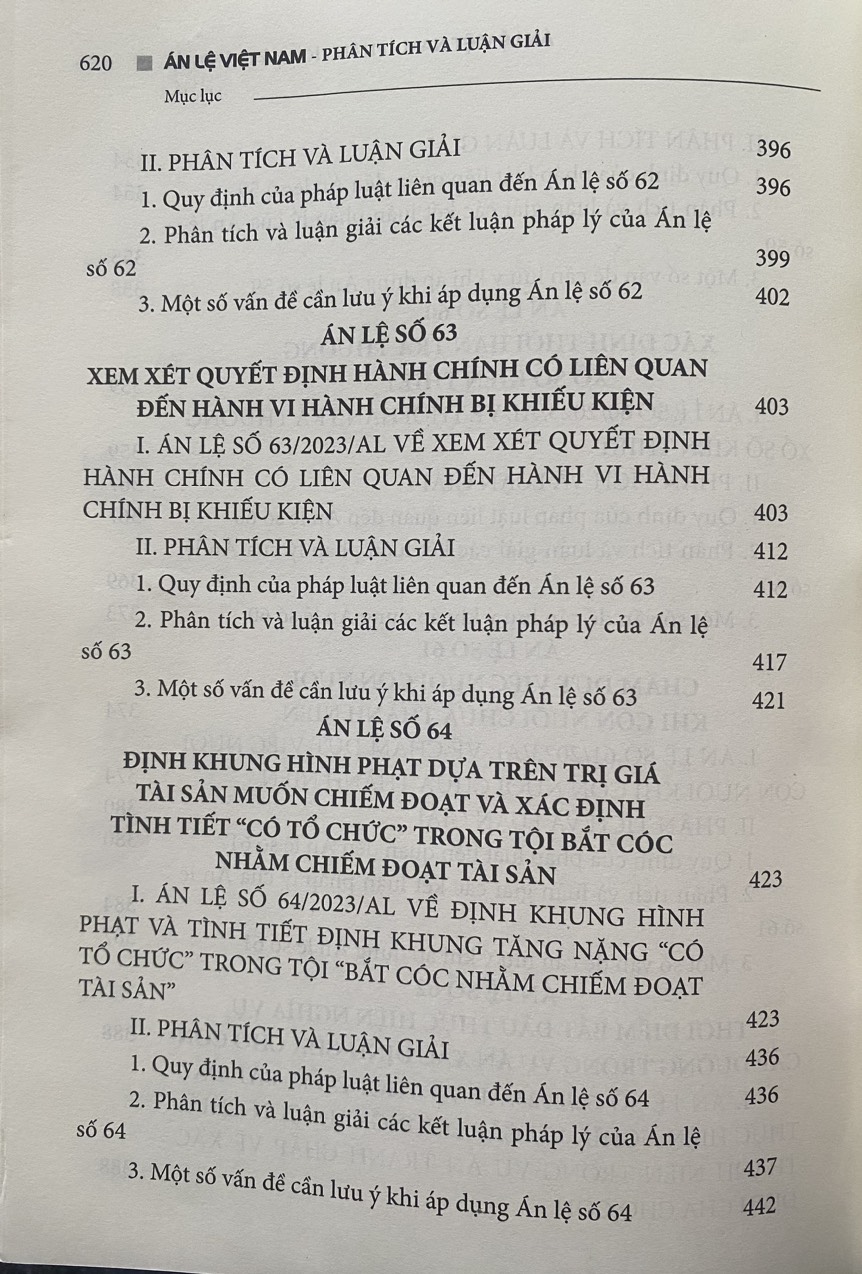 620 ÁN LỆ VIỆT NAM - PHÂN TÍCH VÀ LUẬN GIẢI
Mục lục
II. PHÂN TÍCH VÀ LUẬN GIẢI 396
1. Quy định của pháp luật liên quan đến Án lệ số 62 396
2. Phân tích và luận giải các kết luận pháp lý của Án lệ
số 62 399
3. Một số vấn đề cần lưu ý khi áp dụng Án lệ số 62 402
ÁN LỆ SỐ 63
XEM XÉT QUYẾT ĐỊNH HÀNH CHÍNH CÓ LIÊN QUAN
ĐẾN HÀNH VI HÀNH CHÍNH BỊ KHIẾU KIỆN 403
I. ÁN LỆ SỐ 63/2023/AL VỀ XEM XÉT QUYẾT ĐỊNH
HÀNH CHÍNH CÓ LIÊN QUAN ĐẾN HÀNH VI HÀNH
CHÍNH BỊ KHIẾU KIỆN 403
II. PHÂN TÍCH VÀ LUẬN GIẢI 412
1. Quy định của pháp luật liên quan đến Án lệ số 63 412
2. Phân tích và luận giải các kết luận pháp lý của Án lệ
số 63 417
3. Một số vấn đề cần lưu ý khi áp dụng Án lệ số 63 421
ÁN LỆ SỐ 64
ĐỊNH KHUNG HÌNH PHẠT DỰA TRÊN TRỊ GIÁ
TÀI SẢN MUỐN CHIẾM ĐOẠT VÀ XÁC ĐỊNH
TÌNH TIẾT “CÓ TỔ CHỨC” TRONG TỘI BẮT CÓC
NHẰM CHIẾM ĐOẠT TÀI SẢN 423
I. ÁN LỆ SỐ 64/2023/AL VỀ ĐỊNH KHUNG HÌNH
PHẠT VÀ TÌNH TIẾT ĐỊNH KHUNG TĂNG NẶNG “CÓ
TỔ CHỨC” TRONG TỘI “BẮT CÓC NHẰM CHIẾM ĐOẠT
TÀI SẢN” 423
II. PHÂN TÍCH VÀ LUẬN GIẢI 436
1. Quy định của pháp luật liên quan đến Án lệ số 64 436
2. Phân tích và luận giải các kết luận pháp lý của Án lệ
số 64 437
3. Một số vấn đề cần lưu ý khi áp dụng Án lệ số 64 442